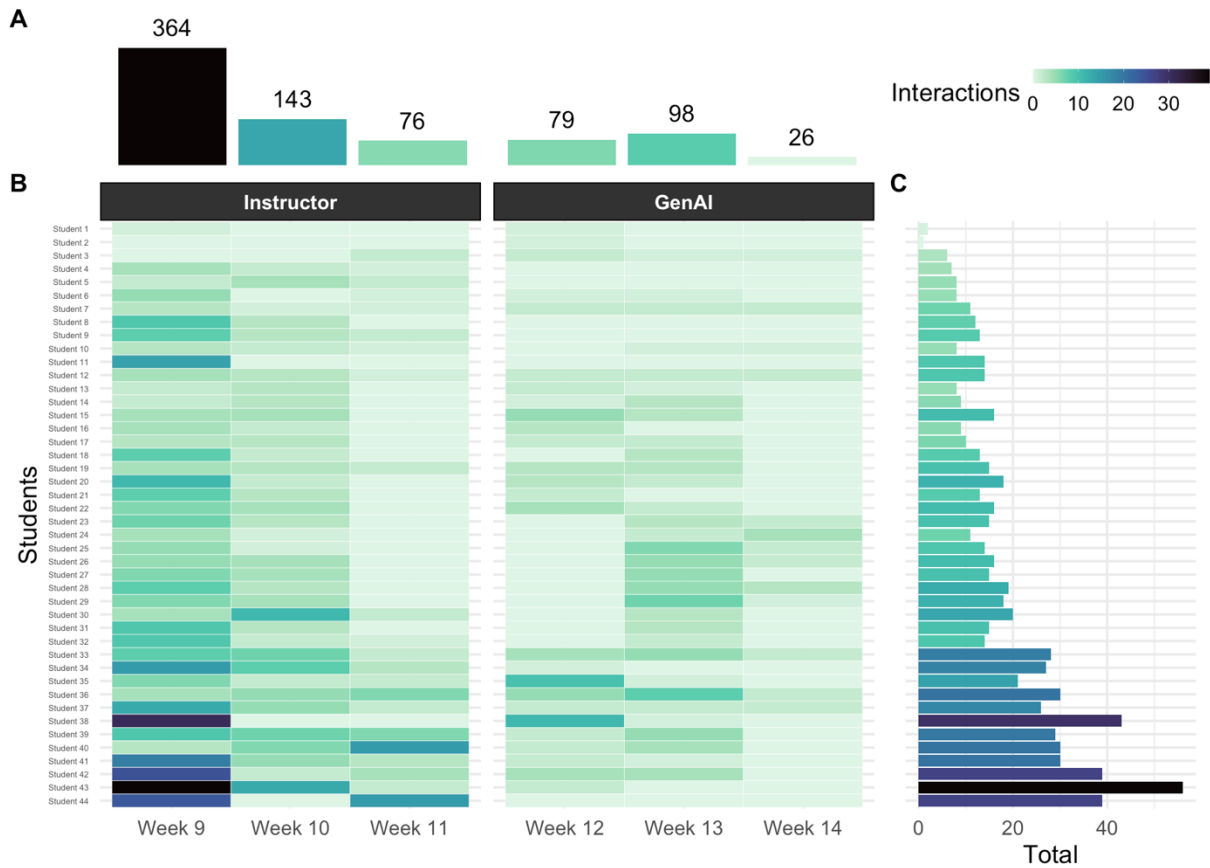 A
364
143
76
79
98
26
Interactions
0 10 20 30
B
C
Instructor
GenAI
Students
Student 1
Student 2
Student 3
Student 4
Student 5
Student 6
Student 7
Student 8
Student 9
Student 10
Student 11
Student 12
Student 13
Student 14
Student 15
Student 16
Student 17
Student 18
Student 19
Student 20
Student 21
Student 22
Student 23
Student 24
Student 25
Student 26
Student 27
Student 28
Student 29
Student 30
Student 31
Student 32
Student 33
Student 34
Student 35
Student 36
Student 37
Student 38
Student 39
Student 40
Student 41
Student 42
Student 43
Student 44
Week 9 Week 10 Week 11 Week 12 Week 13 Week 14
0 20 40
Total